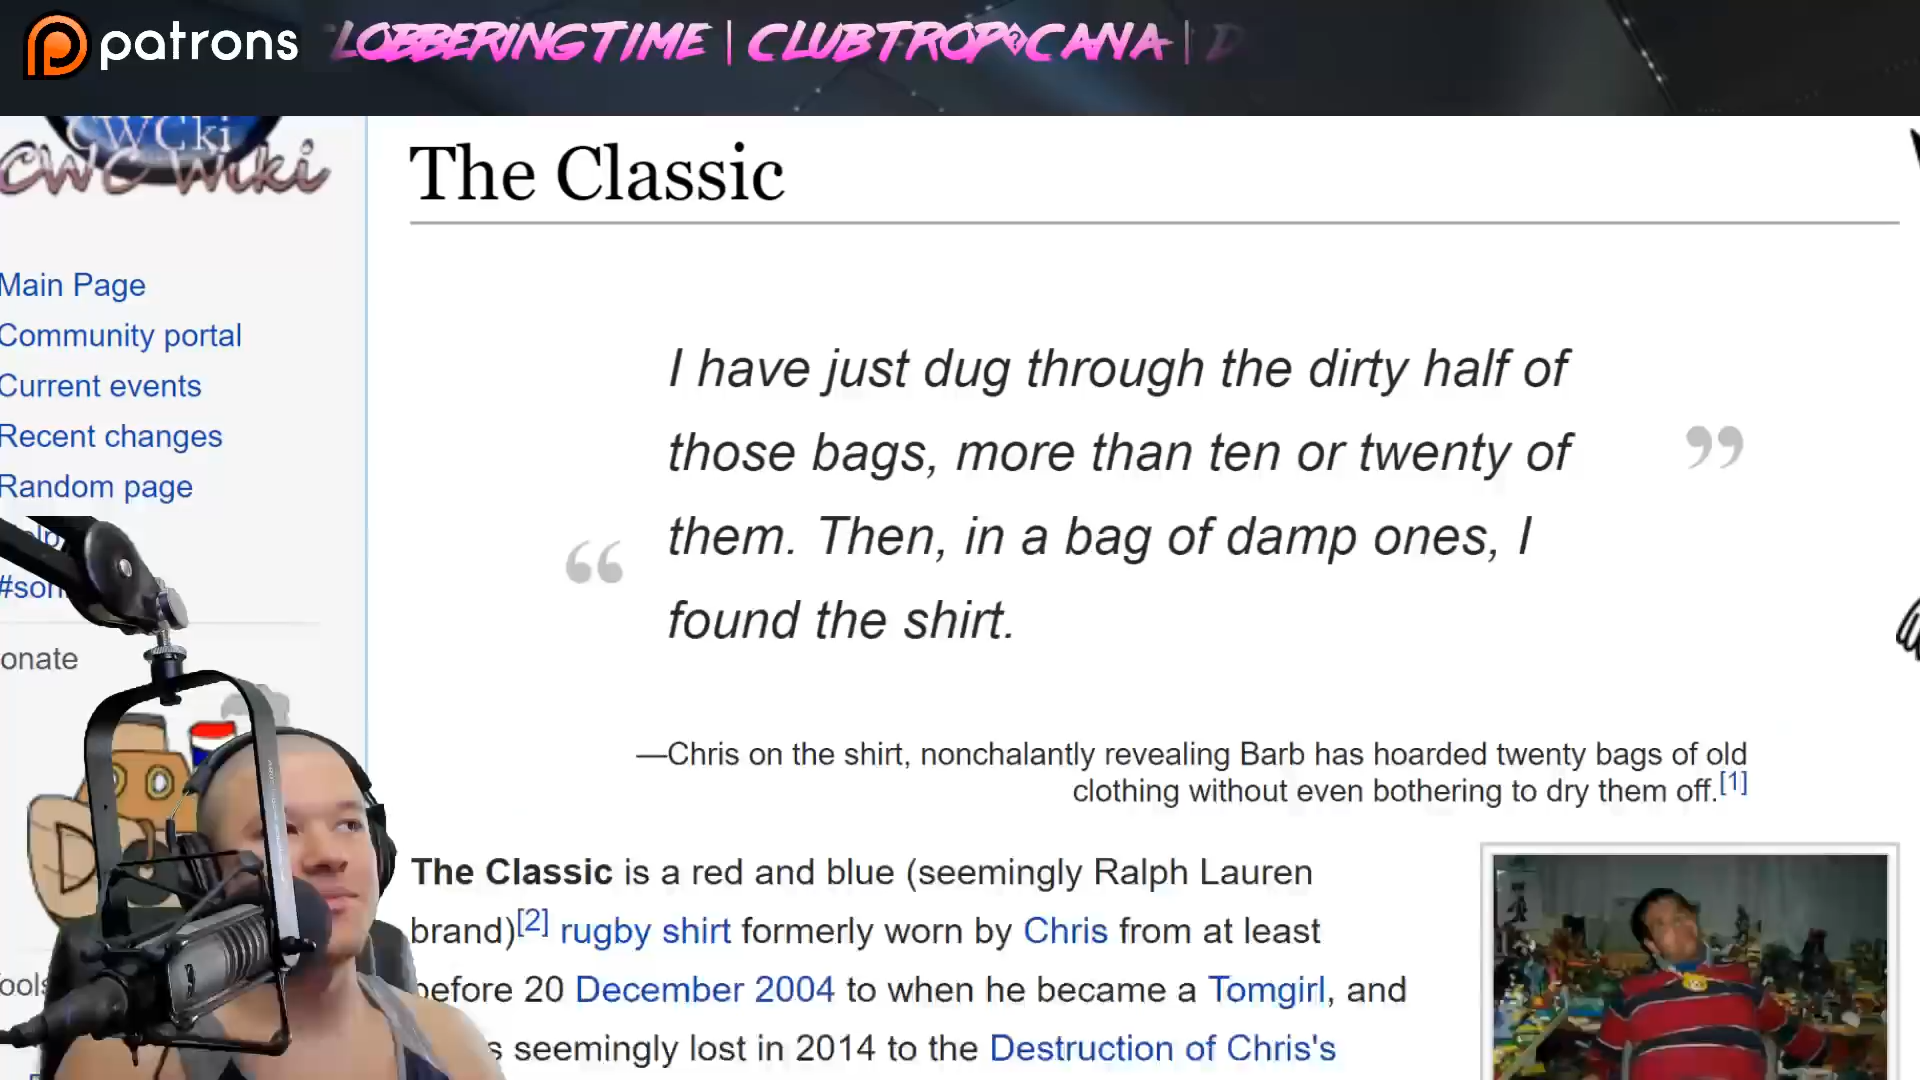 patrons
LOBBERINGTIME | CLUBTROP�CANA | D
CWCki
CWC Wiki
The Classic
Main Page
Community portal
Current events
Recent changes
Random page
#son
onate
I have just dug through the dirty half of
those bags, more than ten or twenty of
them. Then, in a bag of damp ones, I
found the shirt.
—Chris on the shirt, nonchalantly revealing Barb has hoarded twenty bags of old
clothing without even bothering to dry them off.[1]
The Classic is a red and blue (seemingly Ralph Lauren
brand)[2] rugby shirt formerly worn by Chris from at least
before 20 December 2004 to when he became a Tomgirl, and
s seemingly lost in 2014 to the Destruction of Chris's
ools